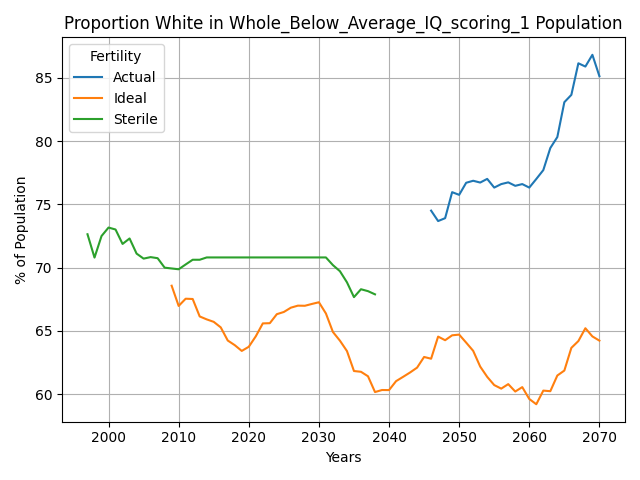 Proportion White in Whole_Below_Average_IQ_scoring_1 Population
Fertility
Actual
Ideal
Sterile
% of Population
85
80
75
70
65
60
2000
2010
2020
2030
2040
2050
2060
2070
Years